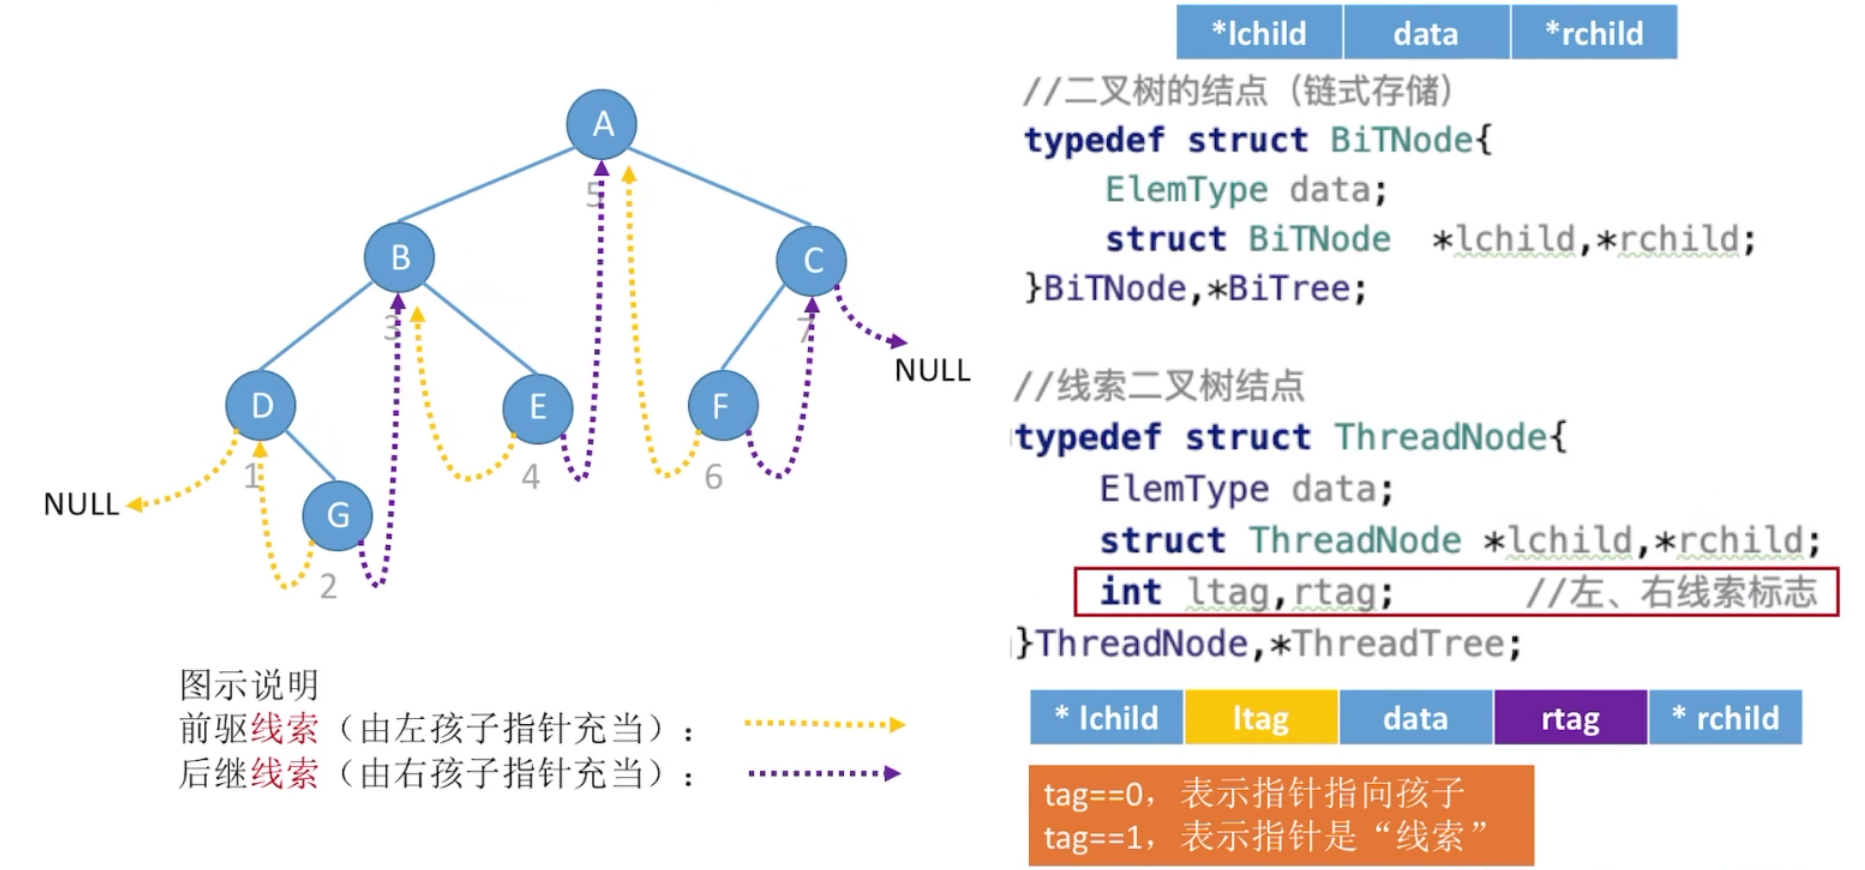 A
5
B
C
3
7
NULL
D
E
F
1
4
6
NULL
G
2
图示说明
前驱线索（由左孩子指针充当）：
后继线索（由右孩子指针充当）：
*lchild data *rchild
//二叉树的结点（链式存储）
typedef struct BiTNode{
ElemType data;
struct BiTNode *lchild,*rchild;
}BiTNode,*BiTree;
//线索二叉树结点
typedef struct ThreadNode{
ElemType data;
struct ThreadNode *lchild,*rchild;
int ltag,rtag; //左、右线索标志
}ThreadNode,*ThreadTree;
* lchild ltag data rtag * rchild
tag==0，表示指针指向孩子
tag==1，表示指针是“线索”